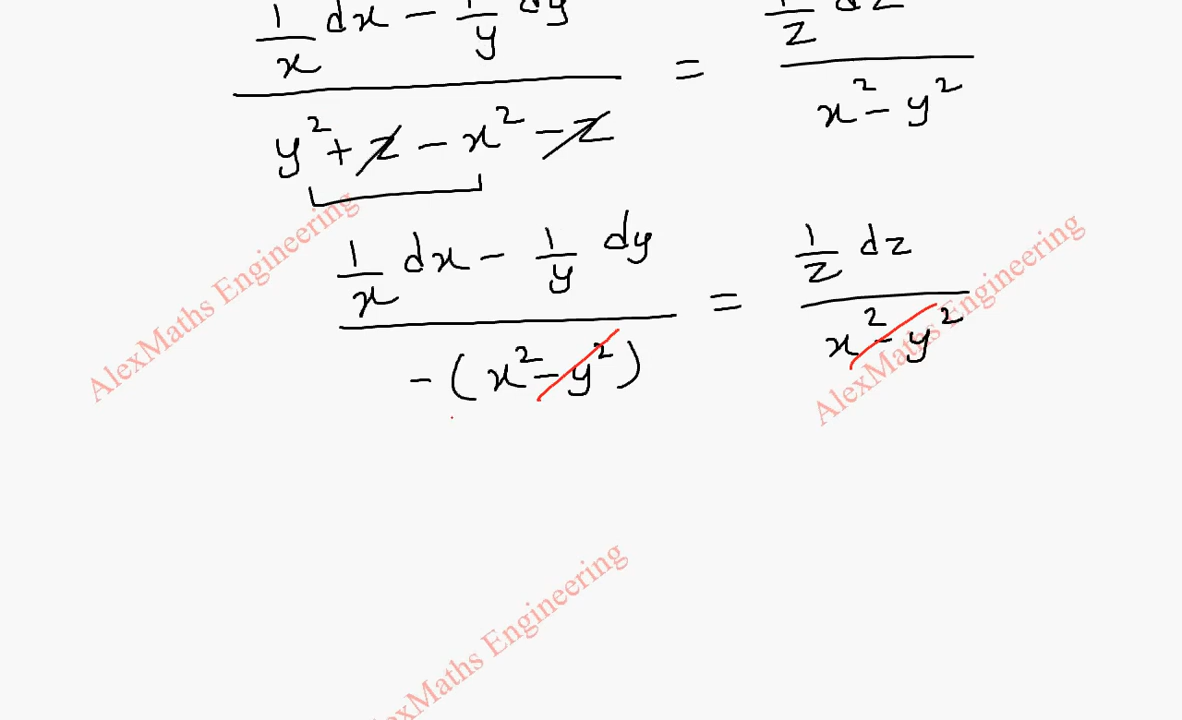 1/x dx - 1/y dy / y² + z - x² - z = 1/z dz / x² - y²
1/x dx - 1/y dy / -(x² - y²) = 1/z dz / x² - y²
AlexMaths Engineering
AlexMaths Engineering
AlexMaths Engineering